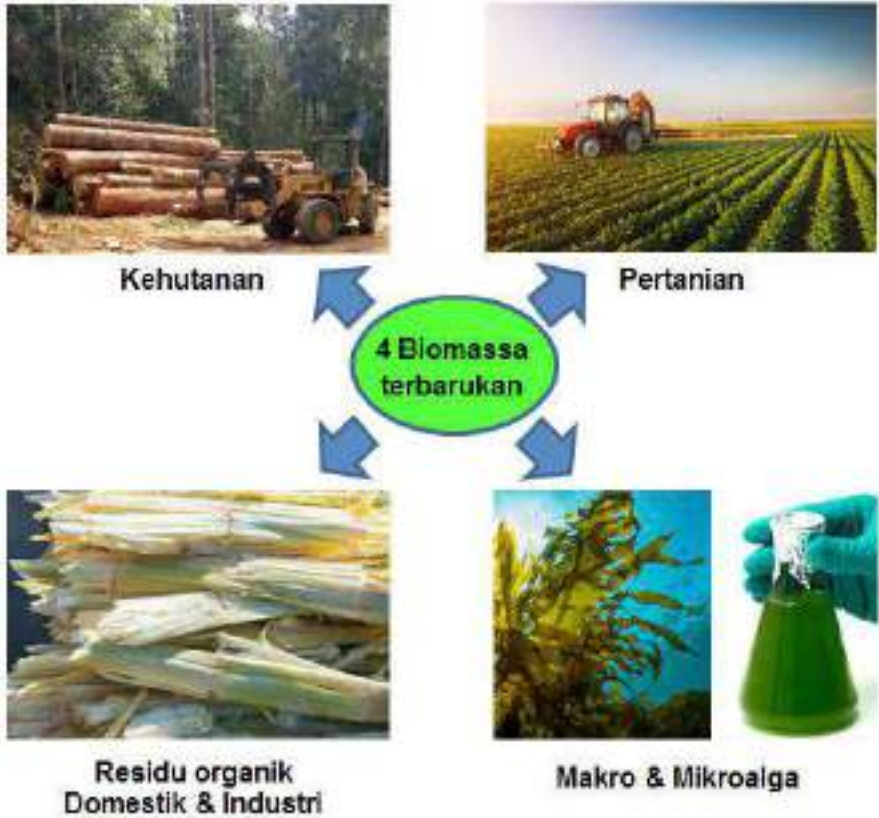 Kehutanan
Pertanian
4 Biomassa
terbarukan
Residu organik
Domestik & Industri
Makro & Mikroalga